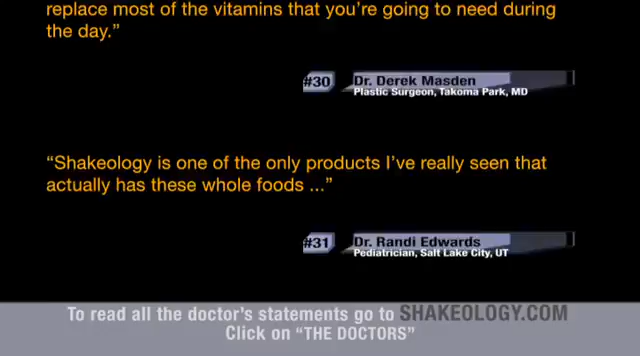 replace most of the vitamins that you're going to need during
the day.”
#30 Dr. Derek Masden
Plastic Surgeon, Takoma Park, MD
“Shakeology is one of the only products I've really seen that
actually has these whole foods ...”
#31 Dr. Randi Edwards
Pediatrician, Salt Lake City, UT
To read all the doctor's statements go to SHAKEOLOGY.COM
Click on “THE DOCTORS”